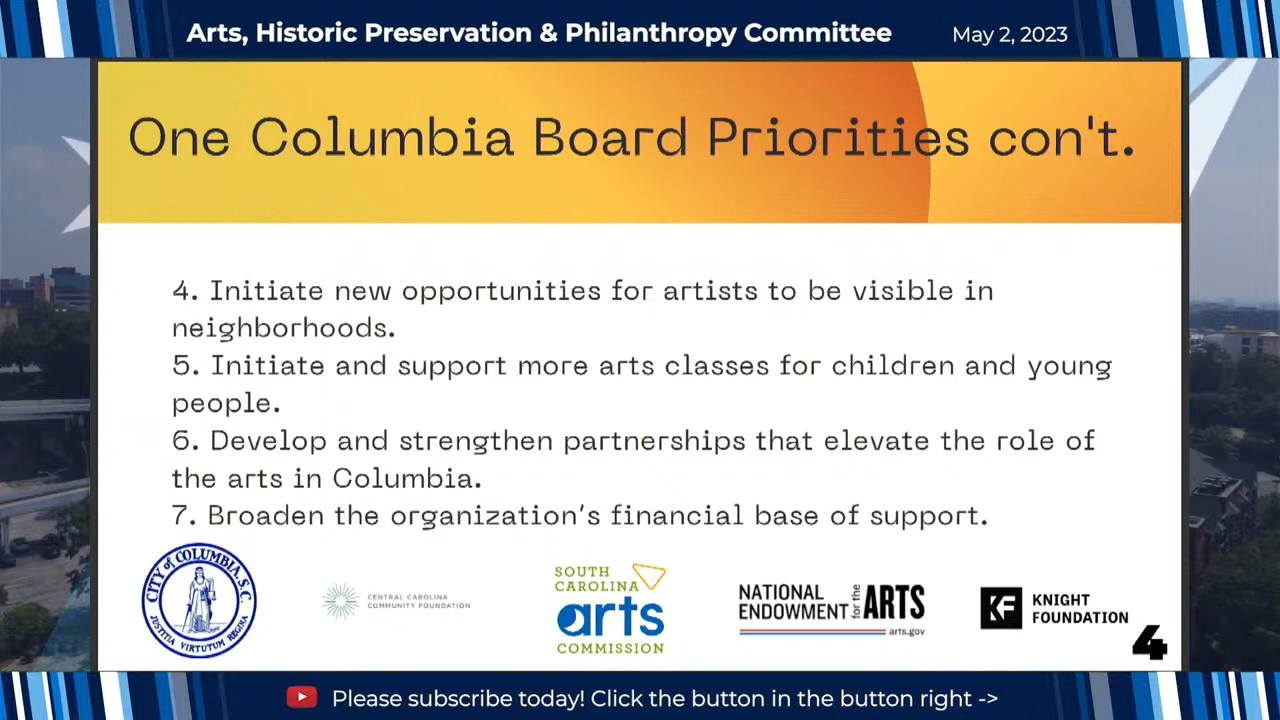 Arts, Historic Preservation & Philanthropy Committee
May 2, 2023
One Columbia Board Priorities con't.
4. Initiate new opportunities for artists to be visible in
neighborhoods.
5. Initiate and support more arts classes for children and young
people.
6. Develop and strengthen partnerships that elevate the role of
the arts in Columbia.
7. Broaden the organization's financial base of support.
CITY of COLUMBIA, S.C.
JUSTITIA VIRTUTUM REGINA
CENTRAL CAROLINA
COMMUNITY FOUNDATION
SOUTH
CAROLINA
arts
COMMISSION
NATIONAL
ENDOWMENT for the ARTS
arts.gov
KF KNIGHT
FOUNDATION
4
Please subscribe today! Click the button in the button right ->